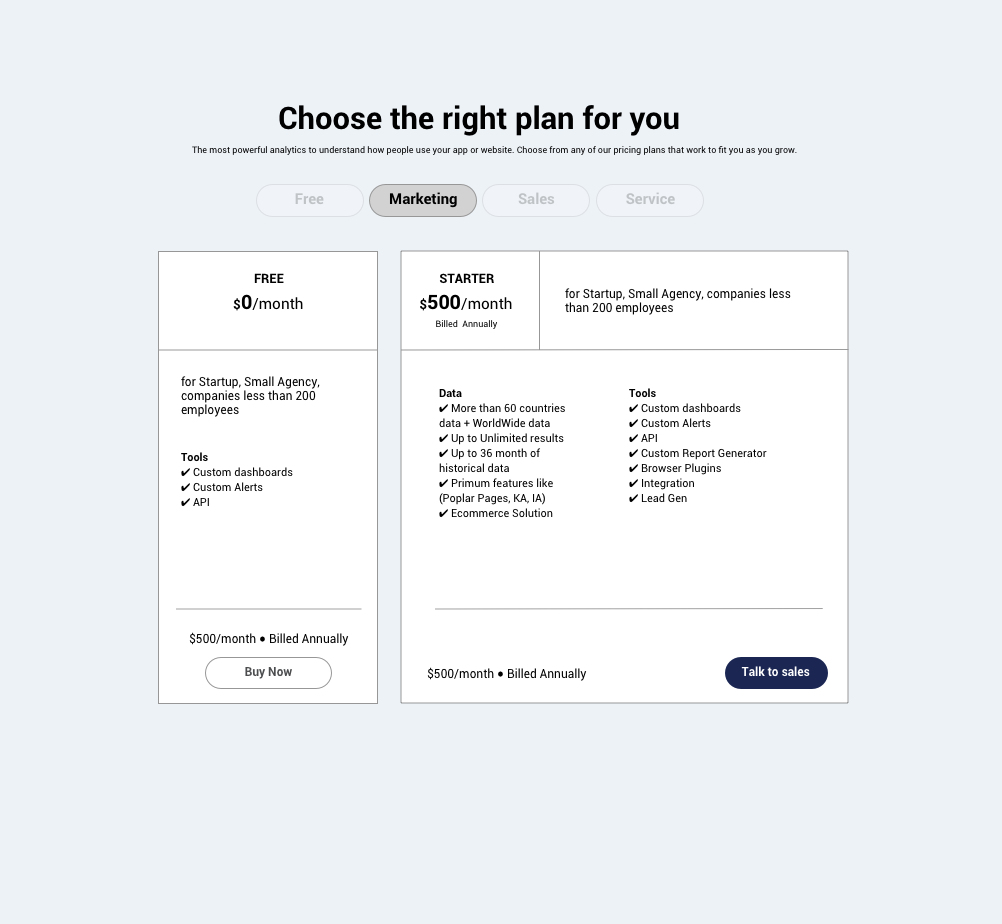 Choose the right plan for you
The most powerful analytics to understand how people use your app or website. Choose from any of our pricing plans that work to fit you as you grow.
Free
Marketing
Sales
Service
FREE
$0/month
for Startup, Small Agency,
companies less than 200
employees
Tools
✔ Custom dashboards
✔ Custom Alerts
✔ API
$500/month • Billed Annually
Buy Now
STARTER
$500/month
Billed Annually
for Startup, Small Agency, companies less
than 200 employees
Data
✔ More than 60 countries
data + WorldWide data
✔ Up to Unlimited results
✔ Up to 36 month of
historical data
✔ Primum features like
(Poplar Pages, KA, IA)
✔ Ecommerce Solution
Tools
✔ Custom dashboards
✔ Custom Alerts
✔ API
✔ Custom Report Generator
✔ Browser Plugins
✔ Integration
✔ Lead Gen
$500/month • Billed Annually
Talk to sales